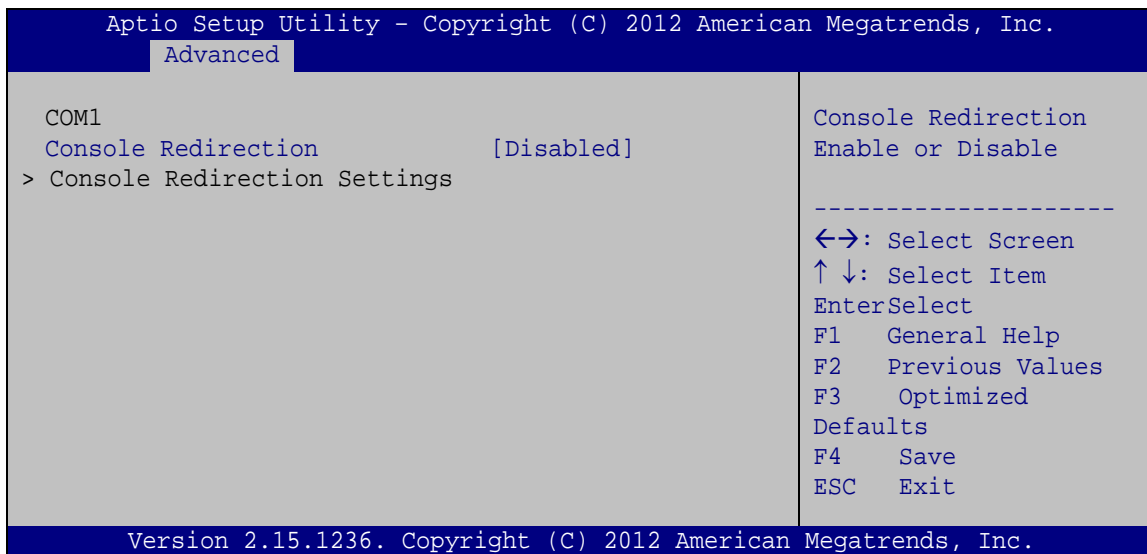 Aptio Setup Utility – Copyright (C) 2012 American Megatrends, Inc.
Advanced
COM1
Console Redirection [Disabled]
> Console Redirection Settings
Console Redirection
Enable or Disable
---------------------
←→: Select Screen
↑ ↓: Select Item
EnterSelect
F1 General Help
F2 Previous Values
F3 Optimized
Defaults
F4 Save
ESC Exit
Version 2.15.1236. Copyright (C) 2012 American Megatrends, Inc.